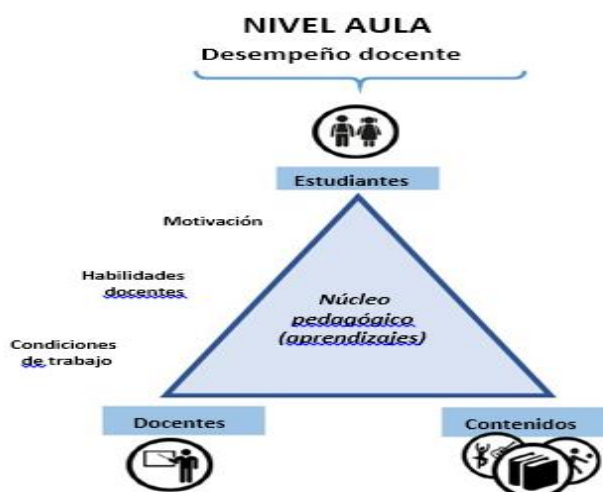 NIVEL AULA
Desempeño docente
Estudiantes
Motivación
Habilidades
docentes
Condiciones
de trabajo
Núcleo
pedagógico
(aprendizajes)
Docentes
Contenidos